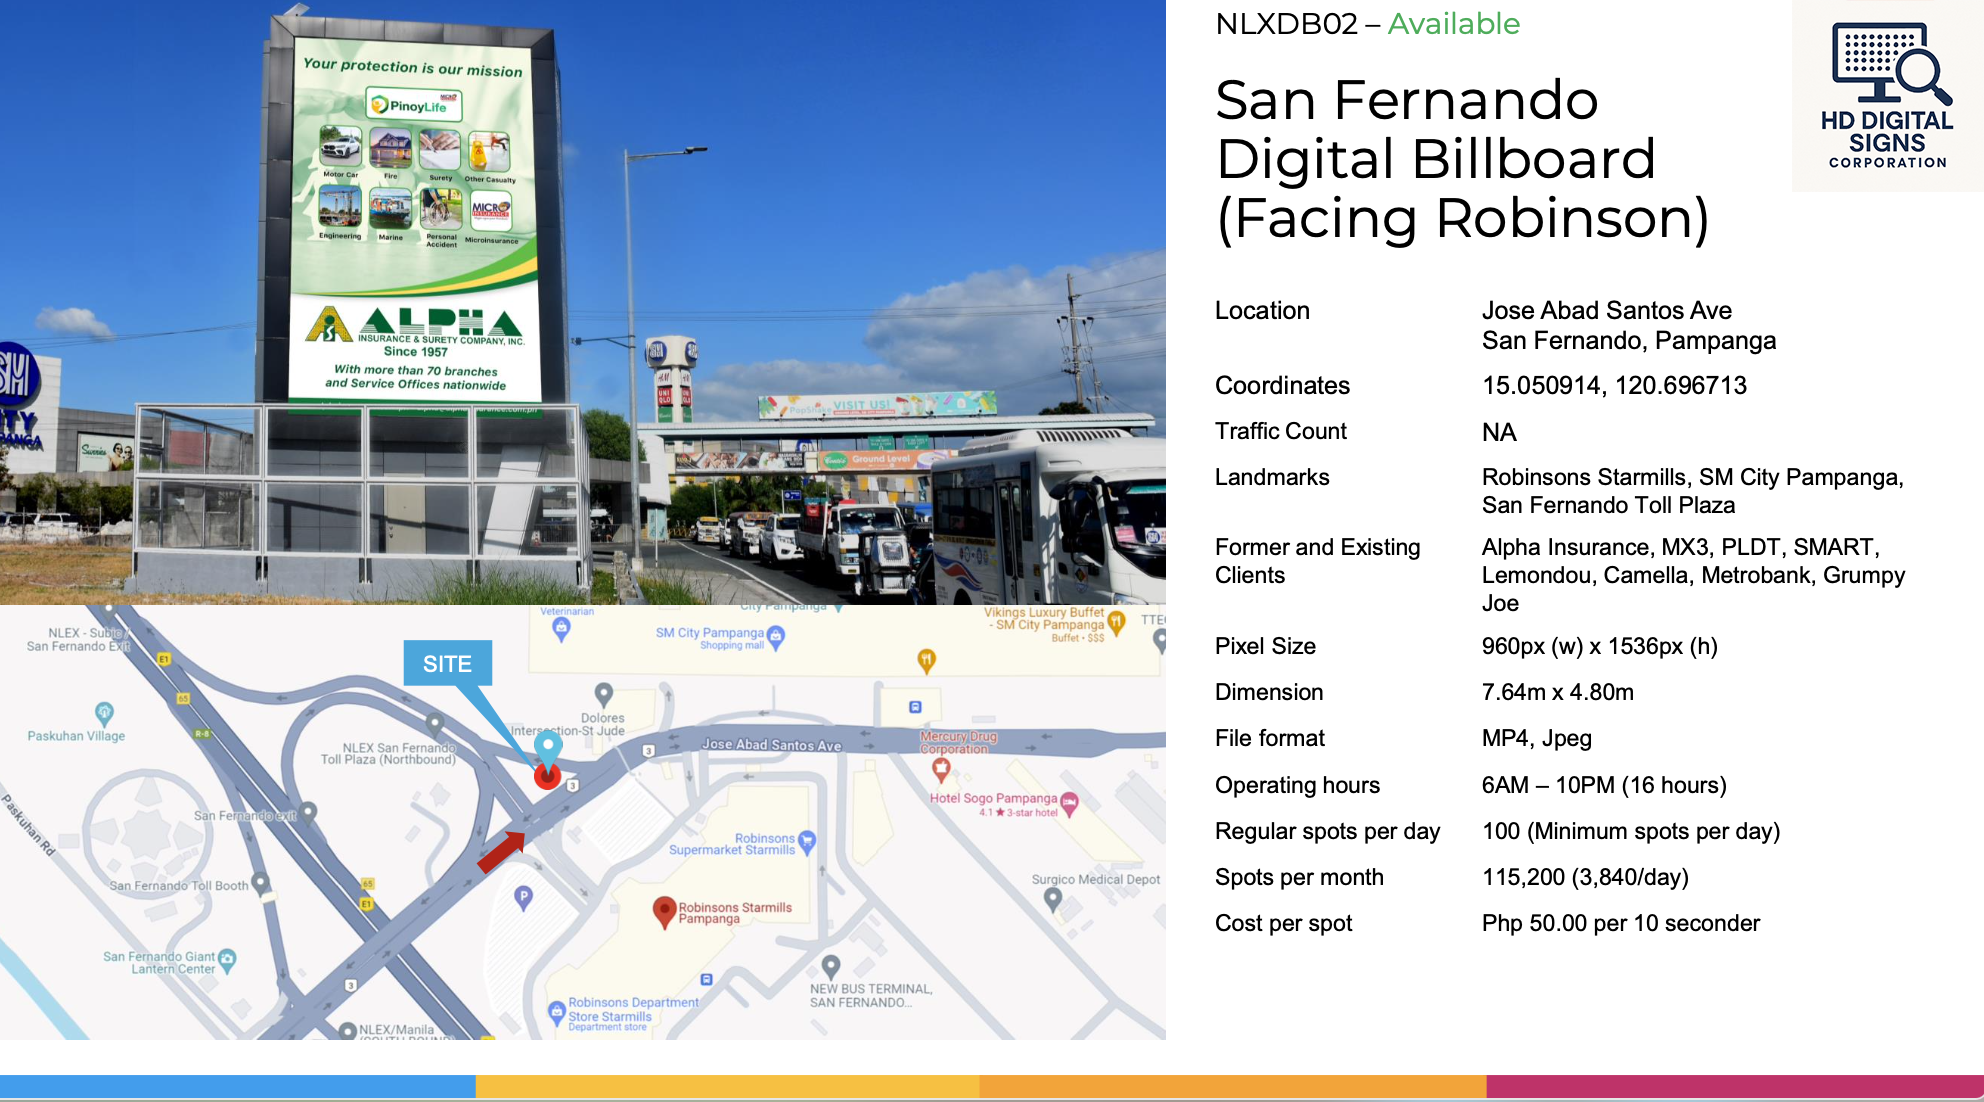 Your protection is our mission
PinoyLife
Motor Car
Fire
Surety
Other Casualty
Engineering
Marine
Personal
Accident
Microinsurance
MICRO
INSURANCE
ALPHA
INSURANCE & SURETY COMPANY, INC.
Since 1957
With more than 70 branches
and Service Offices nationwide
SM
VISIT US!
Ground Level
NLXDB02 – Available
San Fernando
Digital Billboard
(Facing Robinson)
HD DIGITAL
SIGNS
CORPORATION
Location Jose Abad Santos Ave
San Fernando, Pampanga
Coordinates 15.050914, 120.696713
Traffic Count NA
Landmarks Robinsons Starmills, SM City Pampanga,
San Fernando Toll Plaza
Former and Existing Alpha Insurance, MX3, PLDT, SMART,
Clients Lemondou, Camella, Metrobank, Grumpy
Joe
Pixel Size 960px (w) x 1536px (h)
Dimension 7.64m x 4.80m
File format MP4, Jpeg
Operating hours 6AM – 10PM (16 hours)
Regular spots per day 100 (Minimum spots per day)
Spots per month 115,200 (3,840/day)
Cost per spot Php 50.00 per 10 seconder
NLEX - Subic /
San Fernando Exit
E1
65
R-8
Paskuhan Village
Paskuhan Rd
SITE
Veterinarian
City Pampanga
SM City Pampanga
Shopping mall
Vikings Luxury Buffet
- SM City Pampanga
Buffet • $$$
Dolores
Intersection-St Jude
NLEX San Fernando
Toll Plaza (Northbound)
3
Jose Abad Santos Ave
3
Mercury Drug
Corporation
Hotel Sogo Pampanga
4.1 ★ 3-star hotel
San Fernando exit
Robinsons
Supermarket Starmills
San Fernando Toll Booth
65
E1
P
Robinsons Starmills
Pampanga
Surgico Medical Depot
San Fernando Giant
Lantern Center
3
NEW BUS TERMINAL,
SAN FERNANDO...
Robinsons Department
Store Starmills
Department store
NLEX/Manila